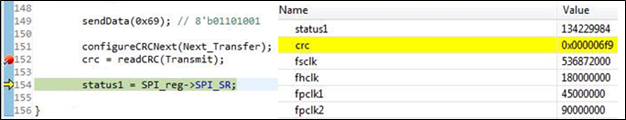 148
149 sendData(0x69); // 8'b01101001
150
151 configureCRCNext(Next_Transfer);
152 crc = readCRC(Transmit);
153
154 status1 = SPI_reg->SPI_SR;
155
156 }
Name Value
status1 134229984
crc 0x000006f9
fsclk 536872000
fhclk 180000000
fpclk1 45000000
fpclk2 90000000